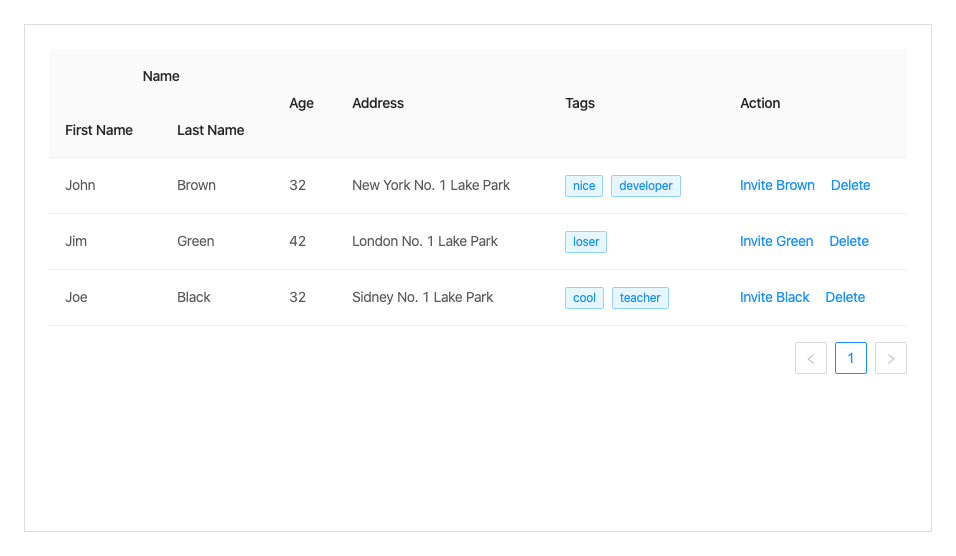 Name
Age Address Tags Action
First Name Last Name
John Brown 32 New York No. 1 Lake Park nice developer Invite Brown Delete
Jim Green 42 London No. 1 Lake Park loser Invite Green Delete
Joe Black 32 Sidney No. 1 Lake Park cool teacher Invite Black Delete
1